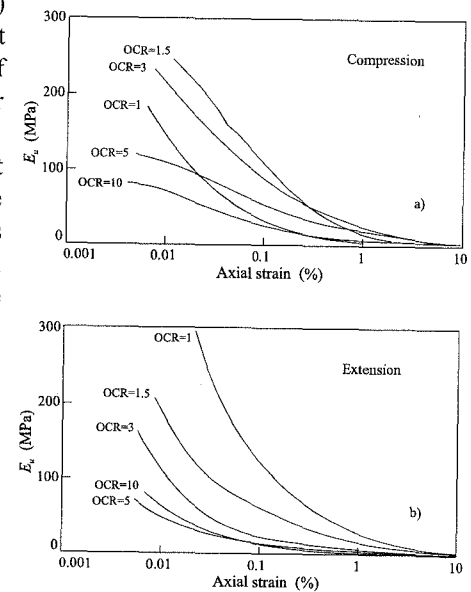 )
t
f
300
200
100
0
E_u (MPa)
OCR=1.5
OCR=3
OCR=1
OCR=5
OCR=10
Compression
a)
0.001
0.01
0.1
1
10
Axial strain (%)
300
200
100
0
E_u (MPa)
OCR=1
OCR=1.5
OCR=3
OCR=10
OCR=5
Extension
b)
0.001
0.01
0.1
1
10
Axial strain (%)